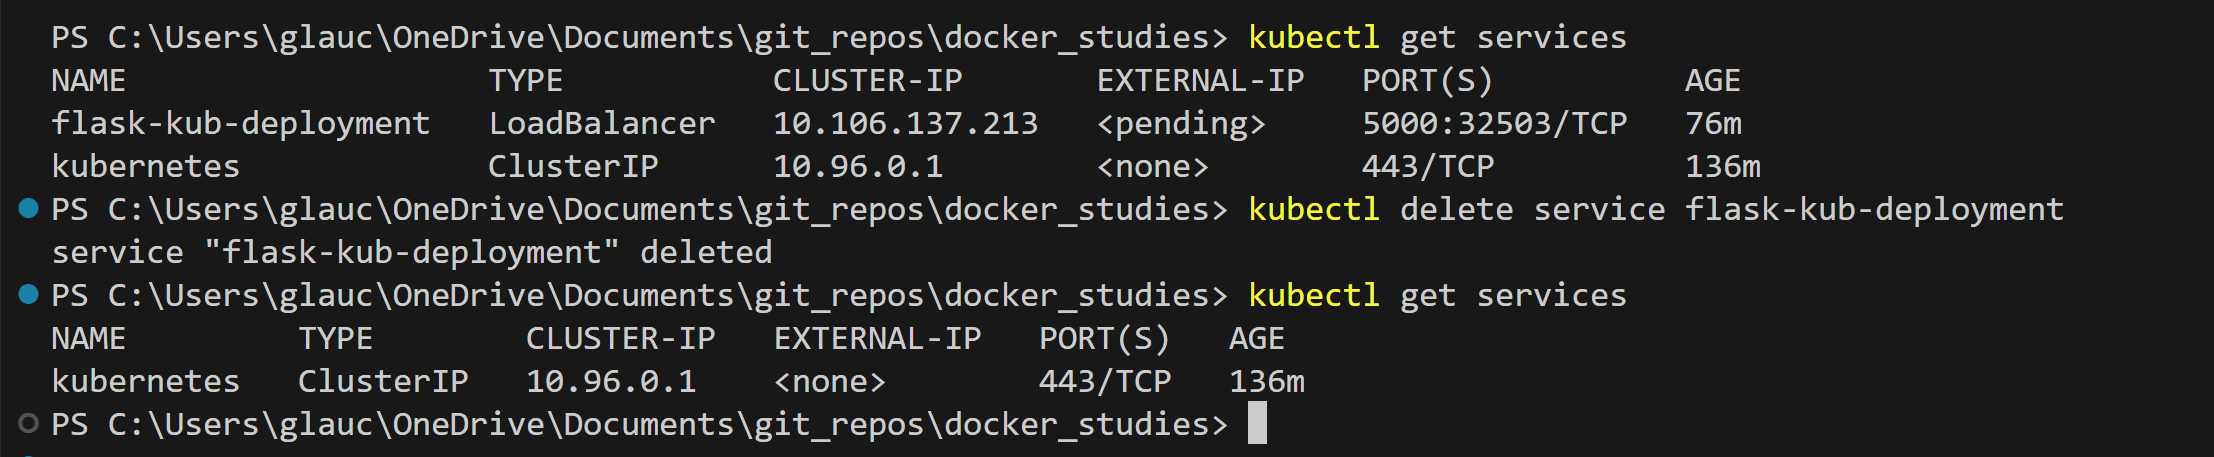 PS C:\Users\glauc\OneDrive\Documents\git_repos\docker_studies> kubectl get services
NAME                   TYPE           CLUSTER-IP       EXTERNAL-IP   PORT(S)          AGE
flask-kub-deployment   LoadBalancer   10.106.137.213   <pending>     5000:32503/TCP   76m
kubernetes             ClusterIP      10.96.0.1        <none>        443/TCP          136m
PS C:\Users\glauc\OneDrive\Documents\git_repos\docker_studies> kubectl delete service flask-kub-deployment
service "flask-kub-deployment" deleted
PS C:\Users\glauc\OneDrive\Documents\git_repos\docker_studies> kubectl get services
NAME         TYPE        CLUSTER-IP   EXTERNAL-IP   PORT(S)   AGE
kubernetes   ClusterIP   10.96.0.1    <none>        443/TCP   136m
PS C:\Users\glauc\OneDrive\Documents\git_repos\docker_studies>